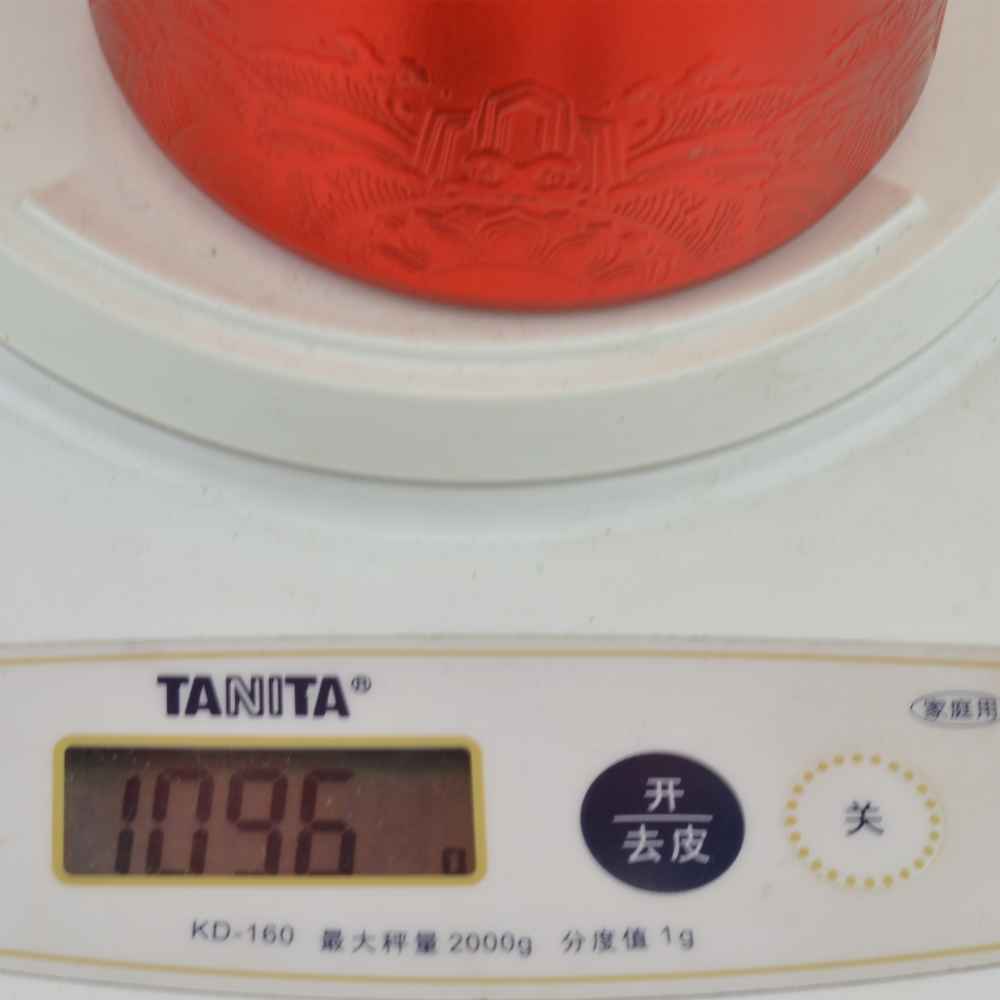 TANITA®
家庭用
1096 g
开
去皮
关
KD-160 最大秤量 2000g 分度值 1g